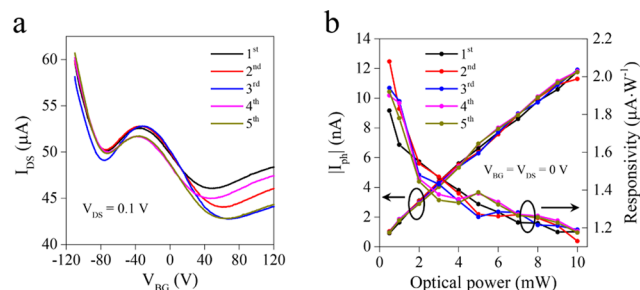 a
I_DS (μA)
60
55
50
45
40
-120 -80 -40 0 40 80 120
V_BG (V)
1st
2nd
3rd
4th
5th
V_DS = 0.1 V
b
|I_ph| (nA)
14
12
10
8
6
4
2
0
0 2 4 6 8 10
Optical power (mW)
1st
2nd
3rd
4th
5th
V_BG = V_DS = 0 V
2.2
2.0
1.8
1.6
1.4
1.2
Responsivity (μA·W⁻¹)